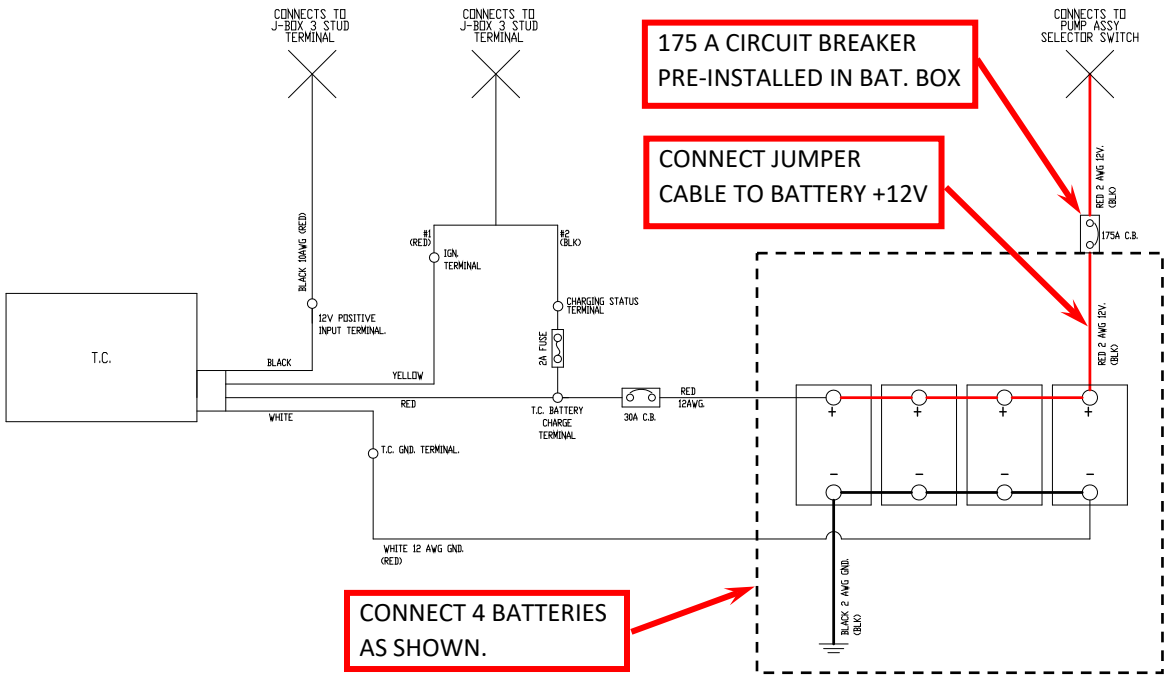 CONNECTS TO
J-BOX 3 STUD
TERMINAL
CONNECTS TO
J-BOX 3 STUD
TERMINAL
CONNECTS TO
PUMP ASSY
SELECTOR SWITCH
175 A CIRCUIT BREAKER
PRE-INSTALLED IN BAT. BOX
CONNECT JUMPER
CABLE TO BATTERY +12V
RED 2 AWG 12V.
(BLK)
175A C.B.
BLACK 10AWG (RED)
#1
(RED)
#2
(BLK)
IGN.
TERMINAL
12V POSITIVE
INPUT TERMINAL.
CHARGING STATUS
TERMINAL
2A FUSE
RED 2 AWG 12V.
(BLK)
T.C.
BLACK
YELLOW
RED
WHITE
T.C. BATTERY
CHARGE
TERMINAL
30A C.B.
RED
12AWG.
+ + + +
- - - -
T.C. GND. TERMINAL.
WHITE 12 AWG GND.
(RED)
BLACK 2 AWG GND.
(BLK)
CONNECT 4 BATTERIES
AS SHOWN.